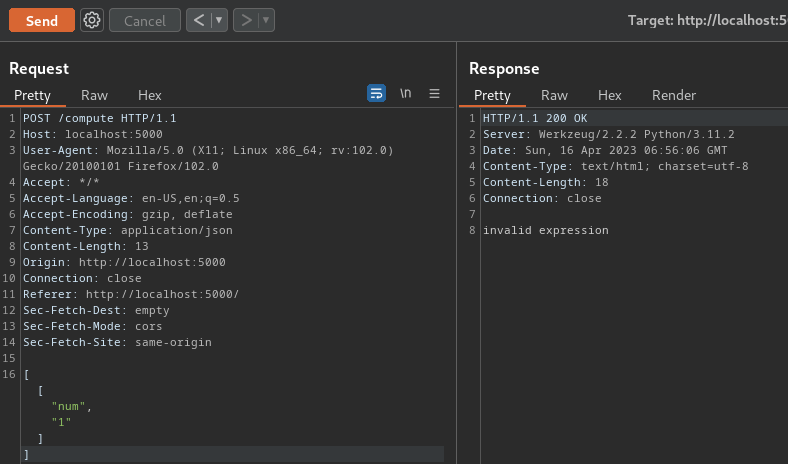 Send
Cancel
< ▾
> ▾
Target: http://localhost:5
Request
Pretty Raw Hex
\n
1 POST /compute HTTP/1.1
2 Host: localhost:5000
3 User-Agent: Mozilla/5.0 (X11; Linux x86_64; rv:102.0)
Gecko/20100101 Firefox/102.0
4 Accept: */*
5 Accept-Language: en-US,en;q=0.5
6 Accept-Encoding: gzip, deflate
7 Content-Type: application/json
8 Content-Length: 13
9 Origin: http://localhost:5000
10 Connection: close
11 Referer: http://localhost:5000/
12 Sec-Fetch-Dest: empty
13 Sec-Fetch-Mode: cors
14 Sec-Fetch-Site: same-origin
15
16 [
[
"num",
"1"
]
]
Response
Pretty Raw Hex Render
1 HTTP/1.1 200 OK
2 Server: Werkzeug/2.2.2 Python/3.11.2
3 Date: Sun, 16 Apr 2023 06:56:06 GMT
4 Content-Type: text/html; charset=utf-8
5 Content-Length: 18
6 Connection: close
7
8 invalid expression